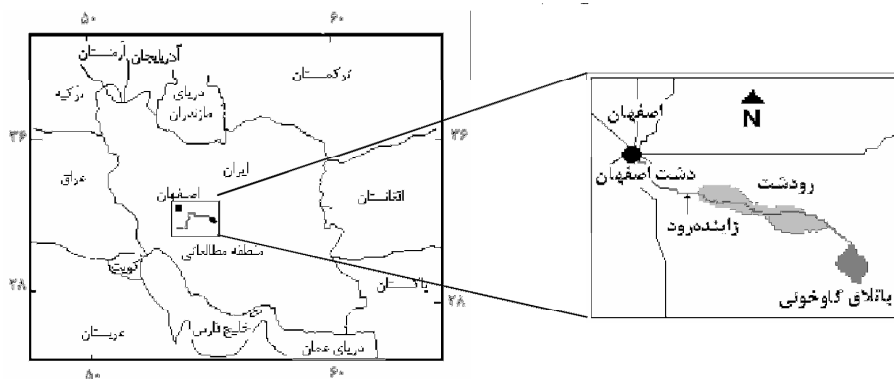 ۵۰
۶۰
آذربایجان
ارمنستان
ترکمنستان
ترکیه
دریای
مازندران
۳۶
۳۶
ایران
عراق
اصفهان
افغانستان
منطقه مطالعاتی
کویت
پاکستان
۲۸
۲۸
عربستان
خلیج فارس
دریای عمان
۵۰
۶۰
اصفهان
N
دشت اصفهان
رودشت
زاینده‌رود
باتلاق گاوخونی